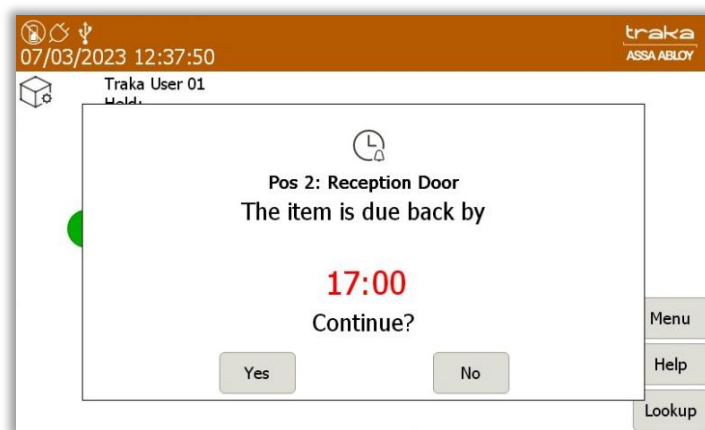 traka
07/03/2023 12:37:50
ASSA ABLOY
Traka User 01
Held:
Pos 2: Reception Door
The item is due back by
17:00
Continue?
Menu
Yes
No
Help
Lookup